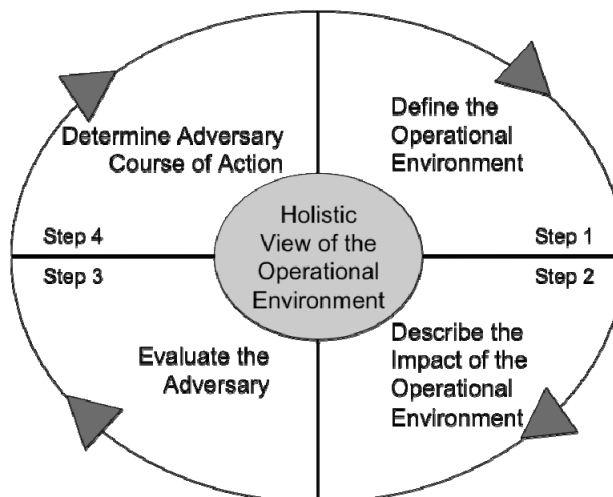 Determine Adversary
Course of Action
Step 4
Define the
Operational
Environment
Step 1
Holistic
View of the
Operational
Environment
Step 3
Evaluate the
Adversary
Step 2
Describe the
Impact of the
Operational
Environment